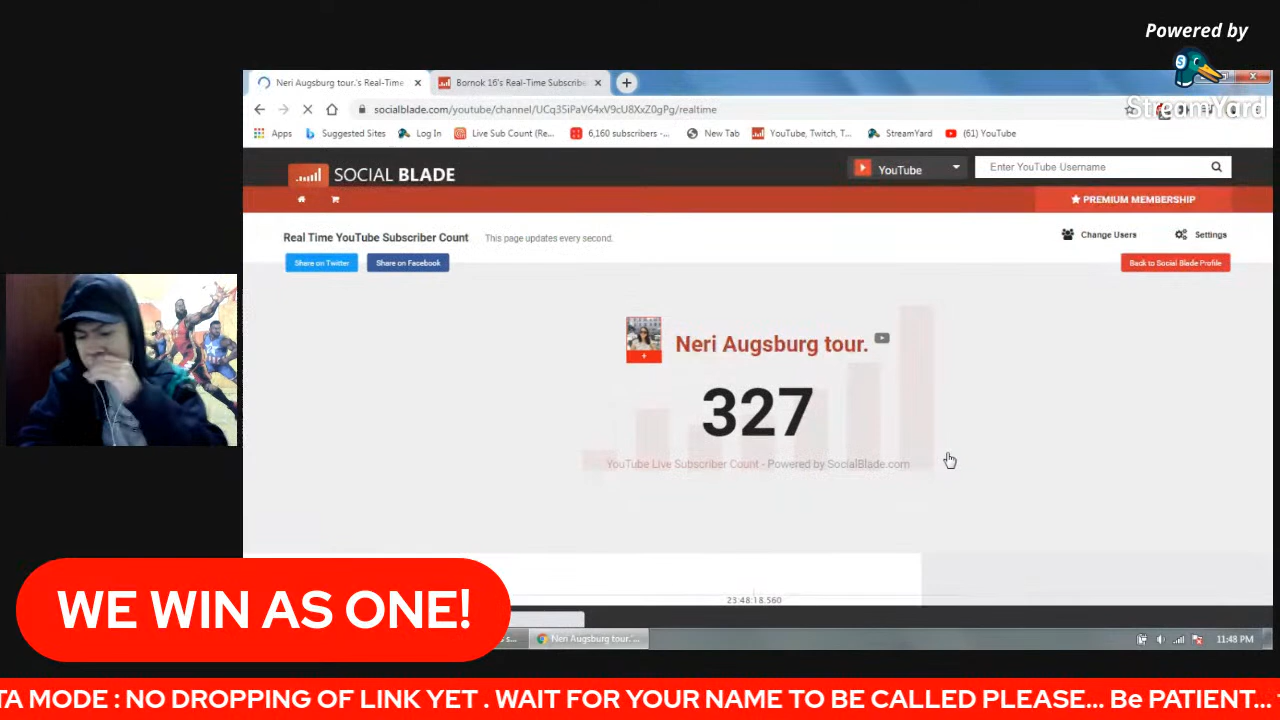 Powered by
StreamYard
Neri Augsburg tour.'s Real-Time
Bornok 16's Real-Time Subscribe
socialblade.com/youtube/channel/UCq35iPaV64xV9cU8XxZ0gPg/realtime
Apps
Suggested Sites
Log In
Live Sub Count (Re...
6,160 subscribers -...
New Tab
YouTube, Twitch, T...
StreamYard
(61) YouTube
SOCIAL BLADE
YouTube
Enter YouTube Username
PREMIUM MEMBERSHIP
Real Time YouTube Subscriber Count
This page updates every second.
Change Users
Settings
Share on Twitter
Share on Facebook
Back to Social Blade Profile
Neri Augsburg tour.
327
YouTube Live Subscriber Count - Powered by SocialBlade.com
23:48:18.560
WE WIN AS ONE!
Neri Augsburg tour.'...
11:48 PM
TA MODE : NO DROPPING OF LINK YET . WAIT FOR YOUR NAME TO BE CALLED PLEASE... Be PATIENT...